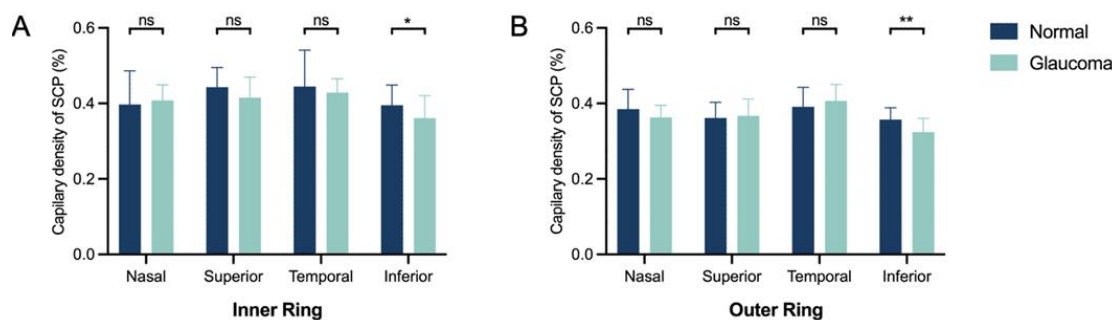 A
Capilary density of SCP (%)
0.6
0.4
0.2
0.0
ns
ns
ns
*
Nasal
Superior
Temporal
Inferior
Inner Ring
B
Capilary density of SCP (%)
0.6
0.4
0.2
0.0
ns
ns
ns
**
Nasal
Superior
Temporal
Inferior
Outer Ring
Normal
Glaucoma